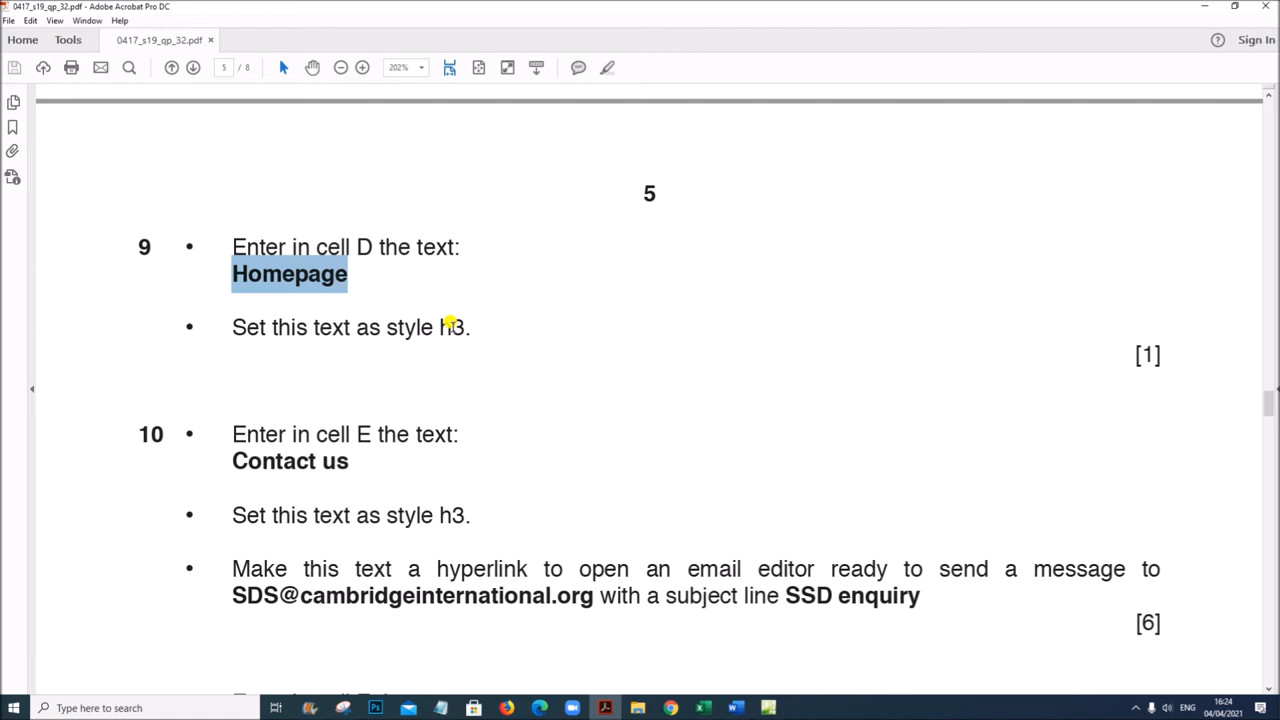 0417_s19_qp_32.pdf - Adobe Acrobat Pro DC
File Edit View Window Help
Home Tools 0417_s19_qp_32.pdf × Sign In
5 / 8 202%
5
9 • Enter in cell D the text:
Homepage
• Set this text as style h3.
[1]
10 • Enter in cell E the text:
Contact us
• Set this text as style h3.
• Make this text a hyperlink to open an email editor ready to send a message to
SDS@cambridgeinternational.org with a subject line SSD enquiry
[6]
Type here to search
ENG
16:24
04/04/2021